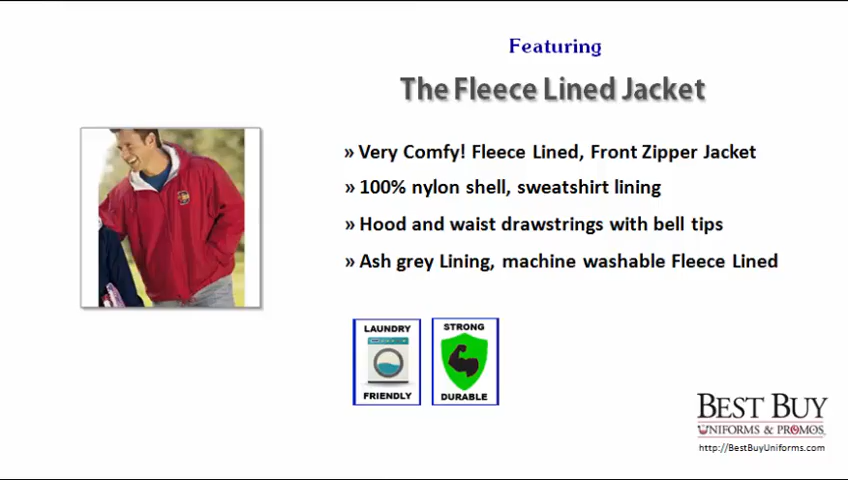 Featuring
The Fleece Lined Jacket
» Very Comfy! Fleece Lined, Front Zipper Jacket
» 100% nylon shell, sweatshirt lining
» Hood and waist drawstrings with bell tips
» Ash grey Lining, machine washable Fleece Lined
LAUNDRY
FRIENDLY
STRONG
DURABLE
BEST BUY
UNIFORMS & PROMOS
http://BestBuyUniforms.com